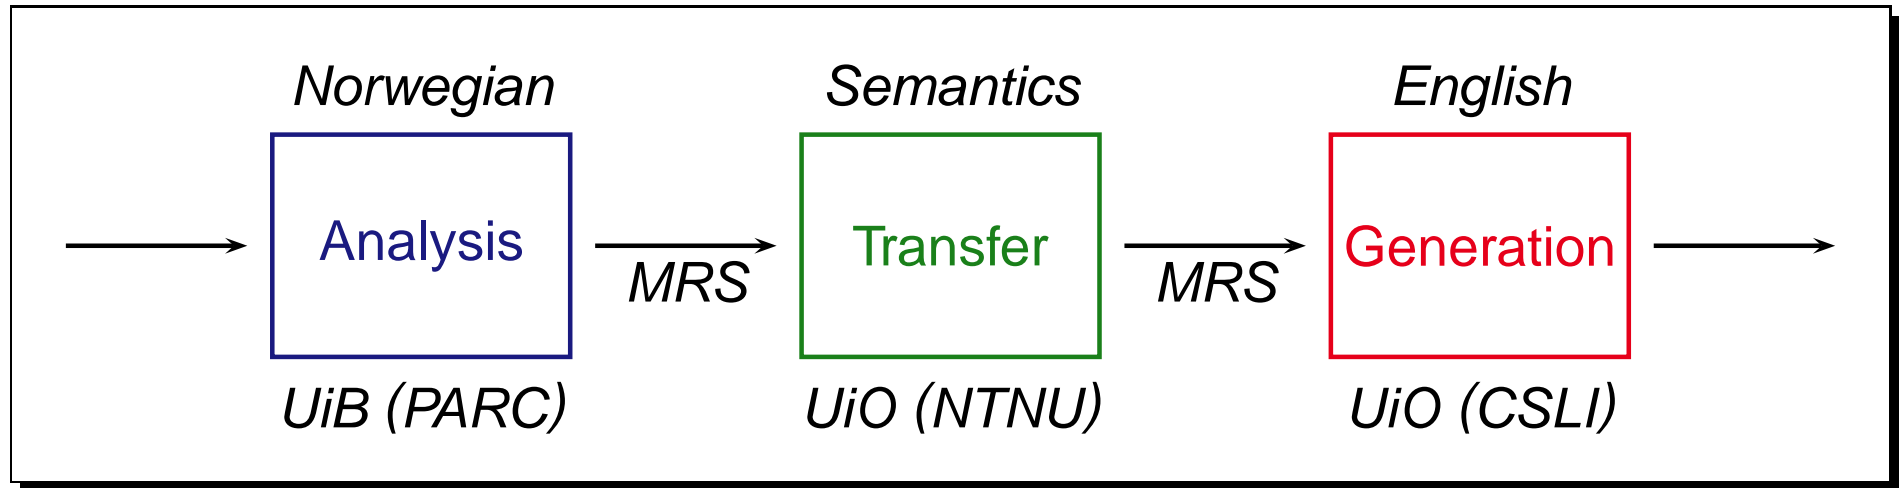 Norwegian
Semantics
English
Analysis
MRS
Transfer
MRS
Generation
UiB (PARC)
UiO (NTNU)
UiO (CSLI)